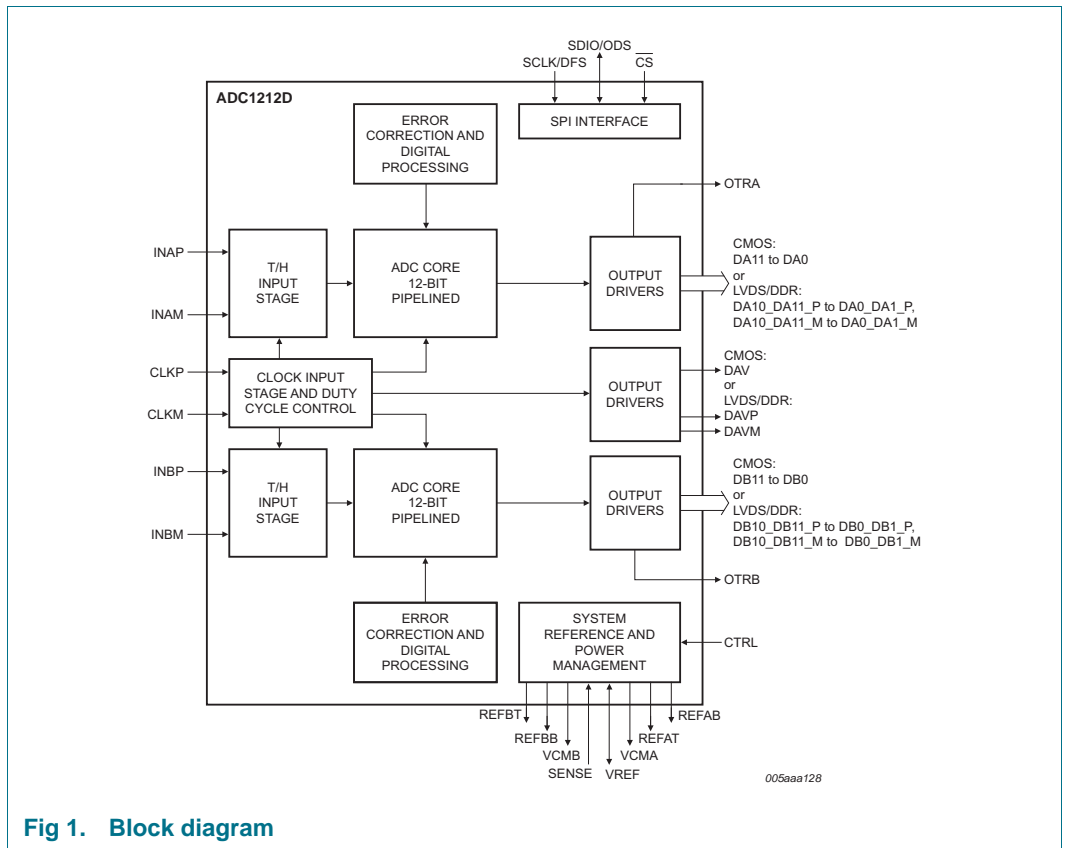 SDIO/ODS
SCLK/DFS
CS
ADC1212D
ERROR
CORRECTION AND
DIGITAL
PROCESSING
SPI INTERFACE
OTRA
INAP
INAM
T/H
INPUT
STAGE
ADC CORE
12-BIT
PIPELINED
OUTPUT
DRIVERS
CMOS:
DA11 to DA0
or
LVDS/DDR:
DA10_DA11_P to DA0_DA1_P,
DA10_DA11_M to DA0_DA1_M
CLKP
CLKM
CLOCK INPUT
STAGE AND DUTY
CYCLE CONTROL
OUTPUT
DRIVERS
CMOS:
DAV
or
LVDS/DDR:
DAVP
DAVM
INBP
INBM
T/H
INPUT
STAGE
ADC CORE
12-BIT
PIPELINED
OUTPUT
DRIVERS
CMOS:
DB11 to DB0
or
LVDS/DDR:
DB10_DB11_P to DB0_DB1_P,
DB10_DB11_M to DB0_DB1_M
OTRB
ERROR
CORRECTION AND
DIGITAL
PROCESSING
SYSTEM
REFERENCE AND
POWER
MANAGEMENT
CTRL
REFBT
REFBB
VCMB
SENSE
VREF
VCMA
REFAT
REFAB
005aaa128
Fig 1. Block diagram